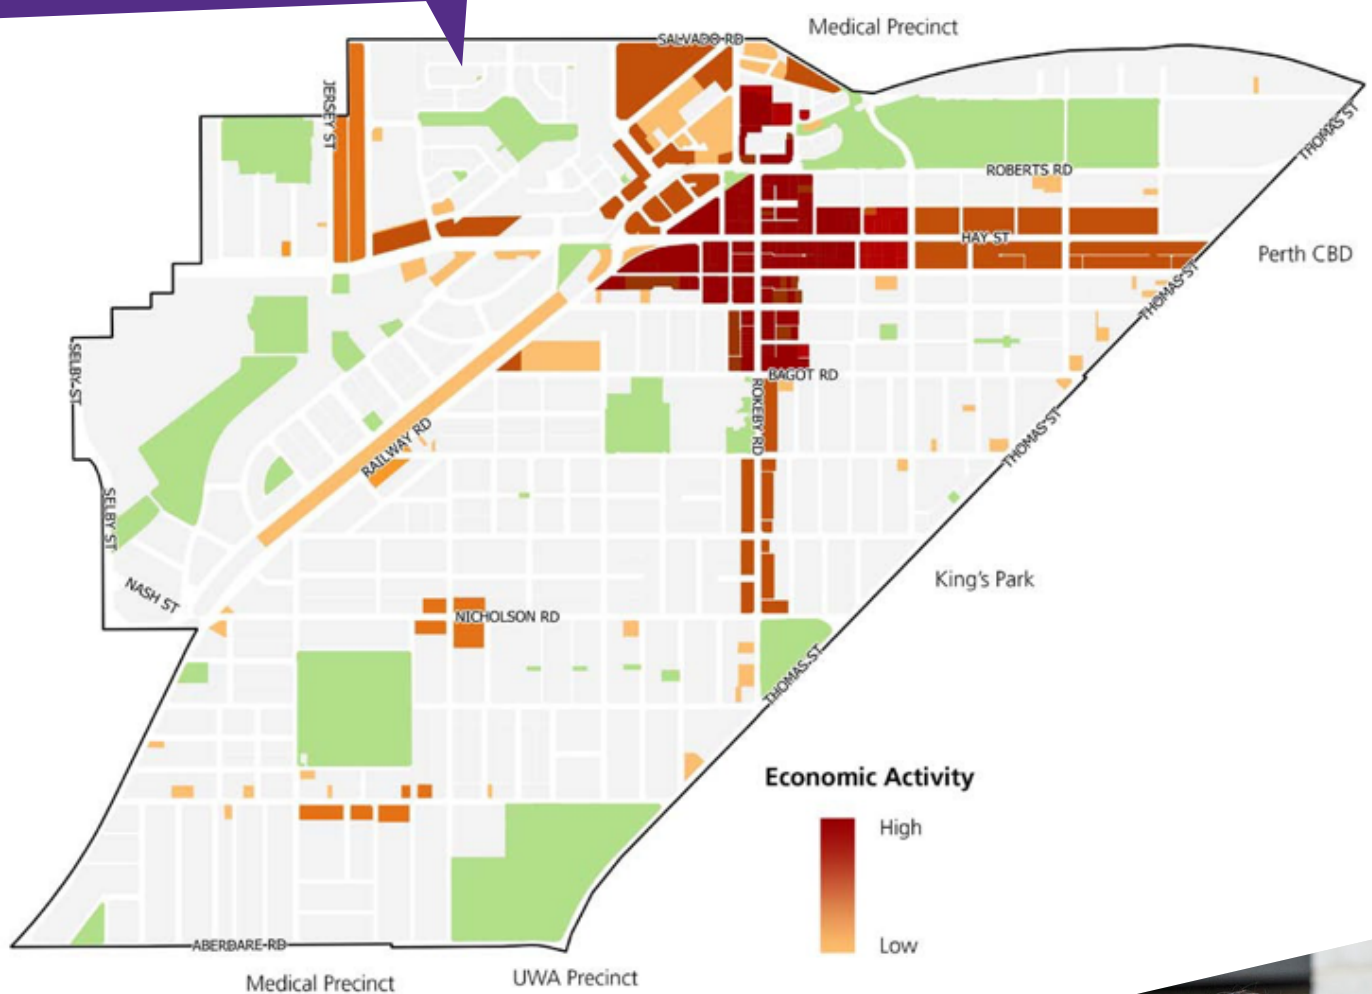 Medical Precinct
SALVADO RD
JERSEY ST
THOMAS ST
ROBERTS RD
HAY ST
Perth CBD
THOMAS ST
SELBY ST
BAGOT RD
ROKEBY RD
RAILWAY RD
THOMAS ST
SELBY ST
NASH ST
King's Park
NICHOLSON RD
THOMAS ST
Economic Activity
High
Low
ABERDARE RD
Medical Precinct
UWA Precinct